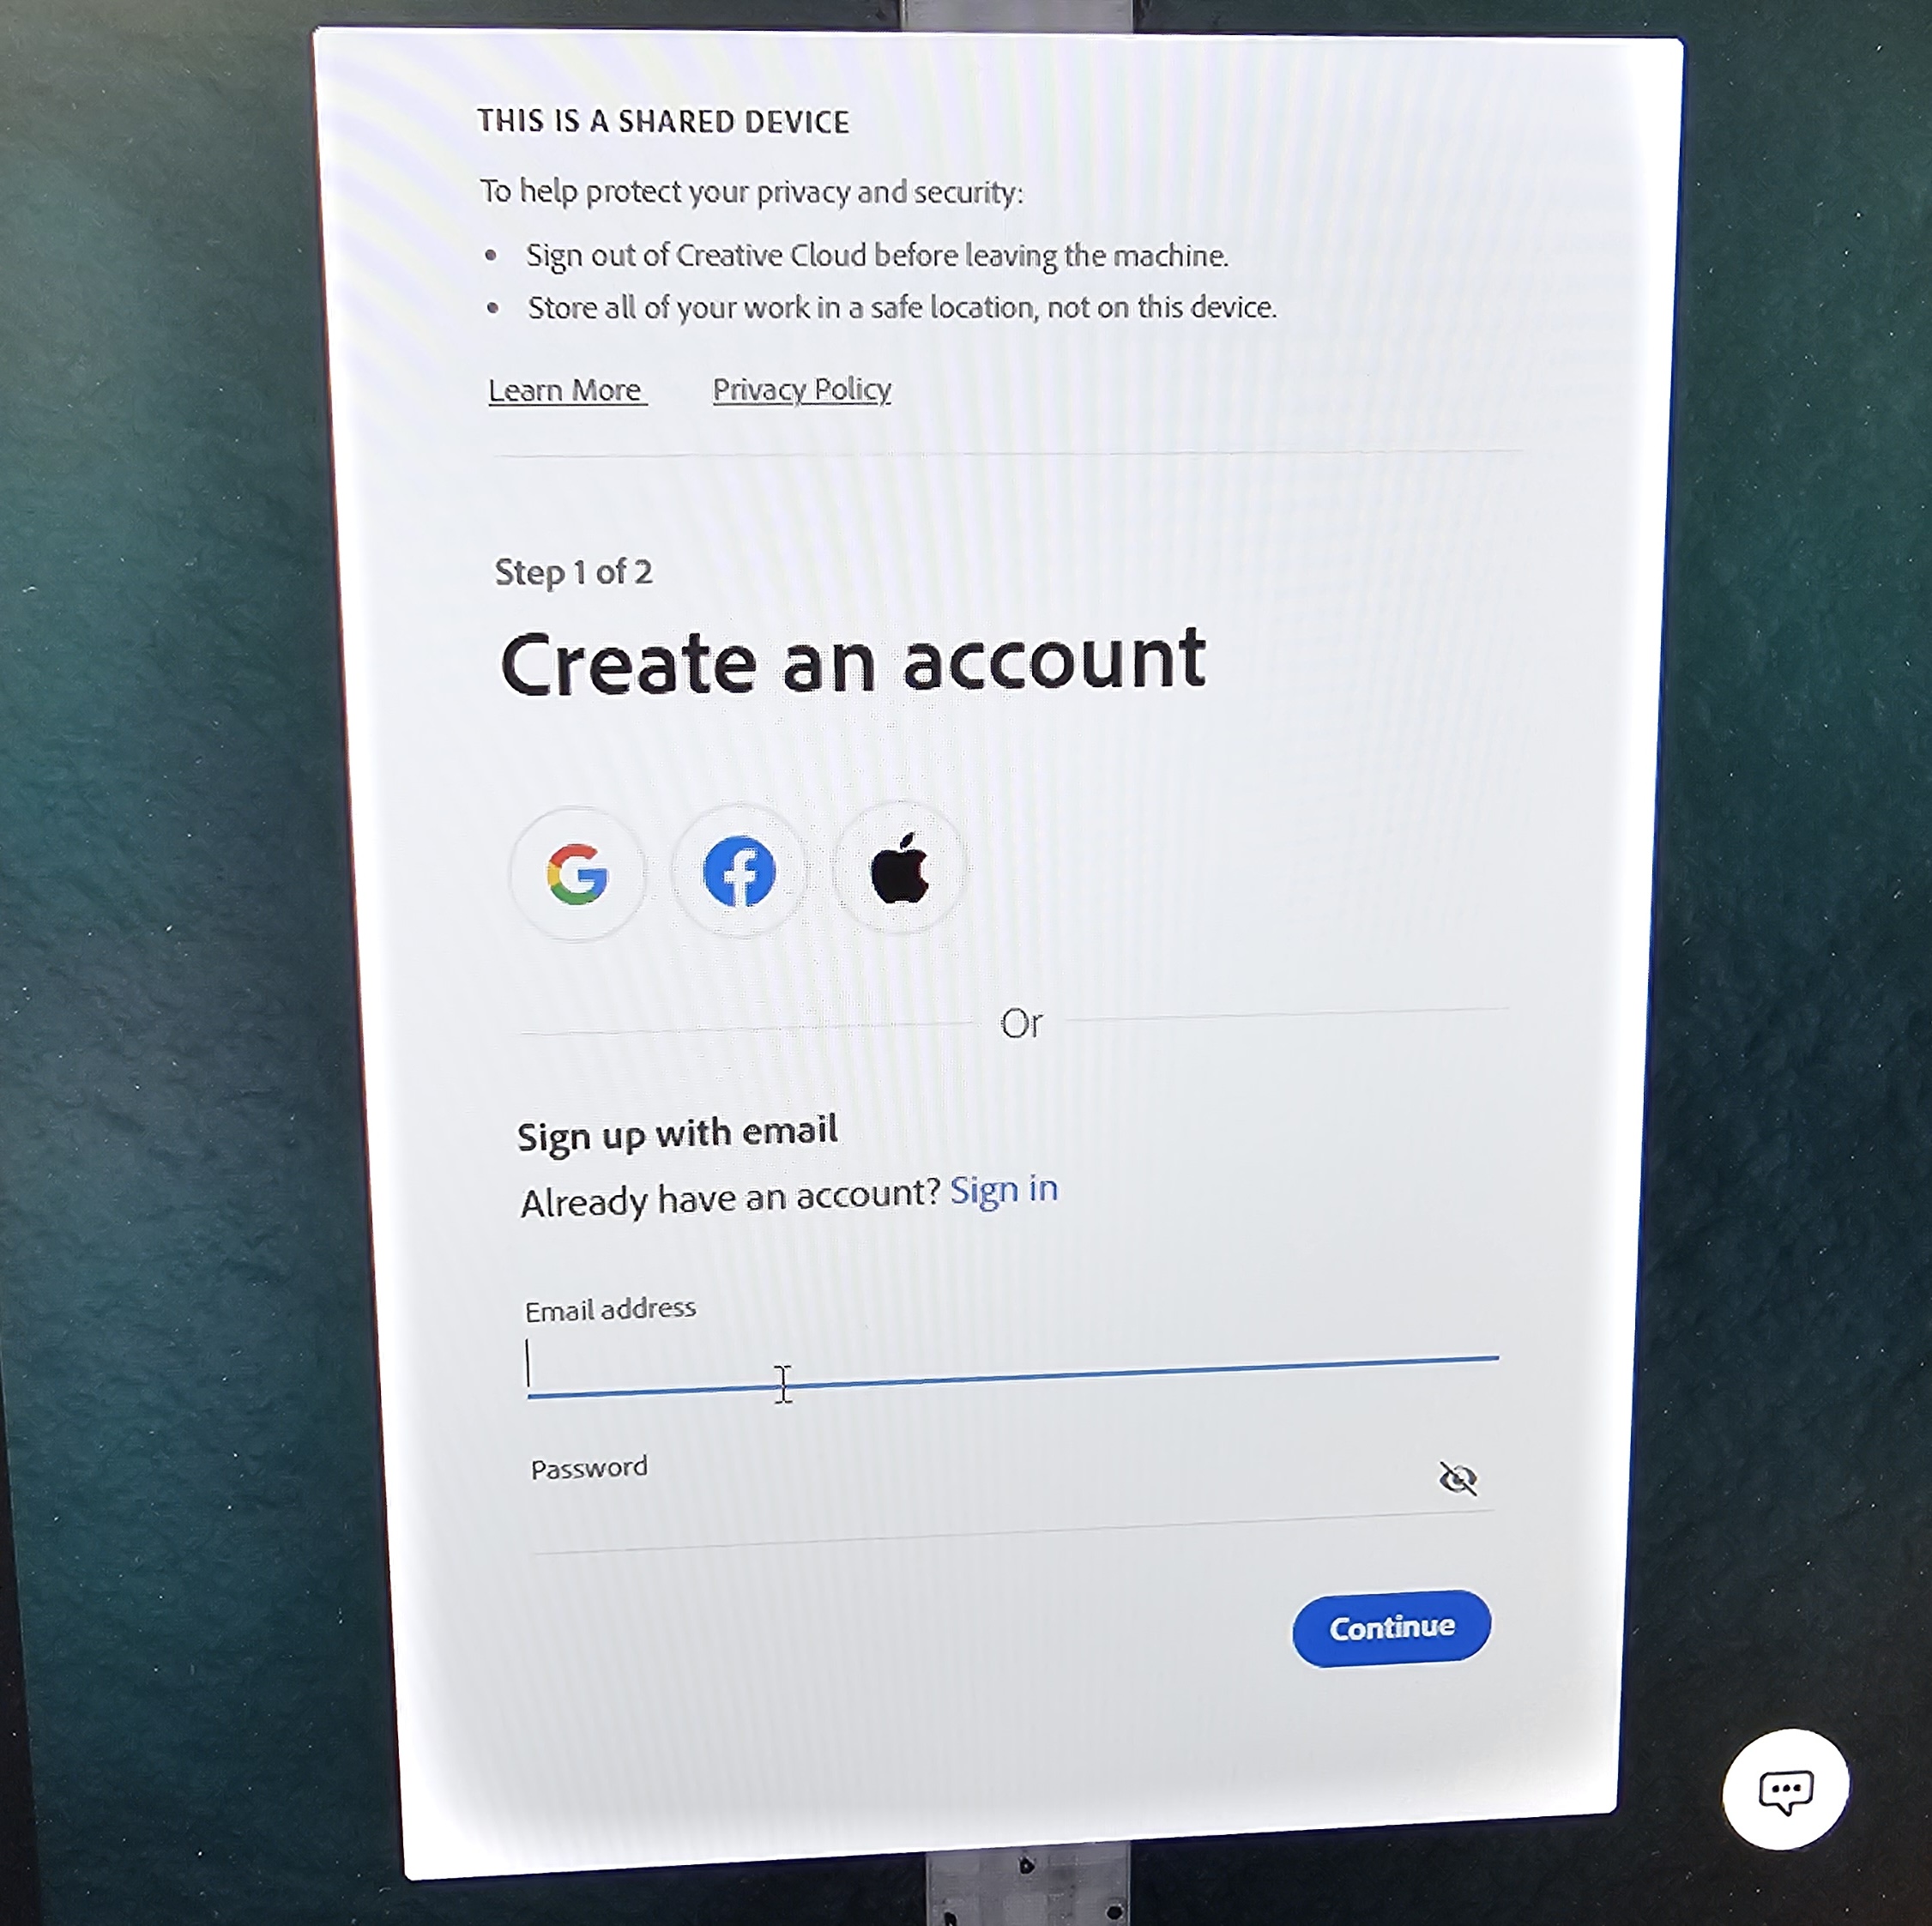 THIS IS A SHARED DEVICE
To help protect your privacy and security:
• Sign out of Creative Cloud before leaving the machine.
• Store all of your work in a safe location, not on this device.
Learn More Privacy Policy
Step 1 of 2
Create an account
Or
Sign up with email
Already have an account? Sign in
Email address
Password
Continue